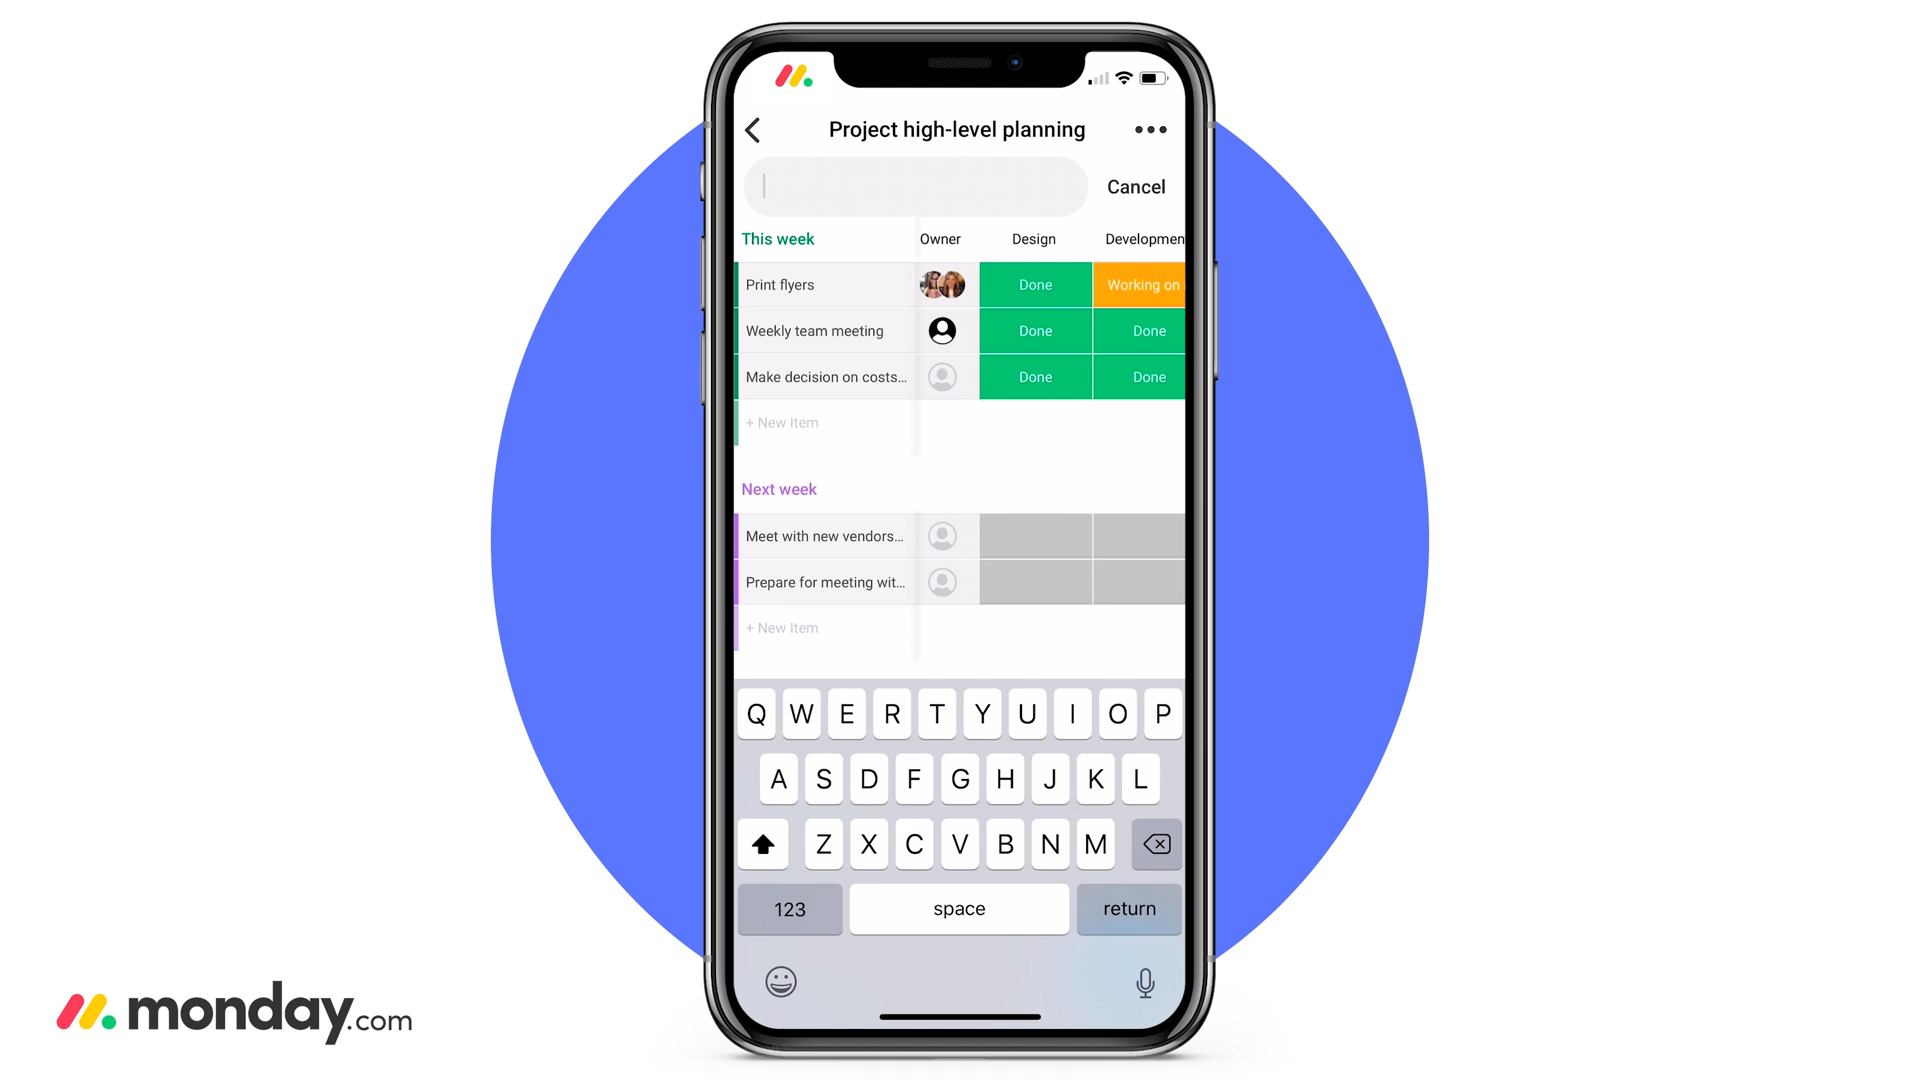 Project high-level planning
Cancel
This week Owner Design Developmen
Print flyers Done Working on
Weekly team meeting Done Done
Make decision on costs... Done Done
+ New Item
Next week
Meet with new vendors...
Prepare for meeting wit...
+ New Item
Q W E R T Y U I O P
A S D F G H J K L
Z X C V B N M
123 space return
monday.com